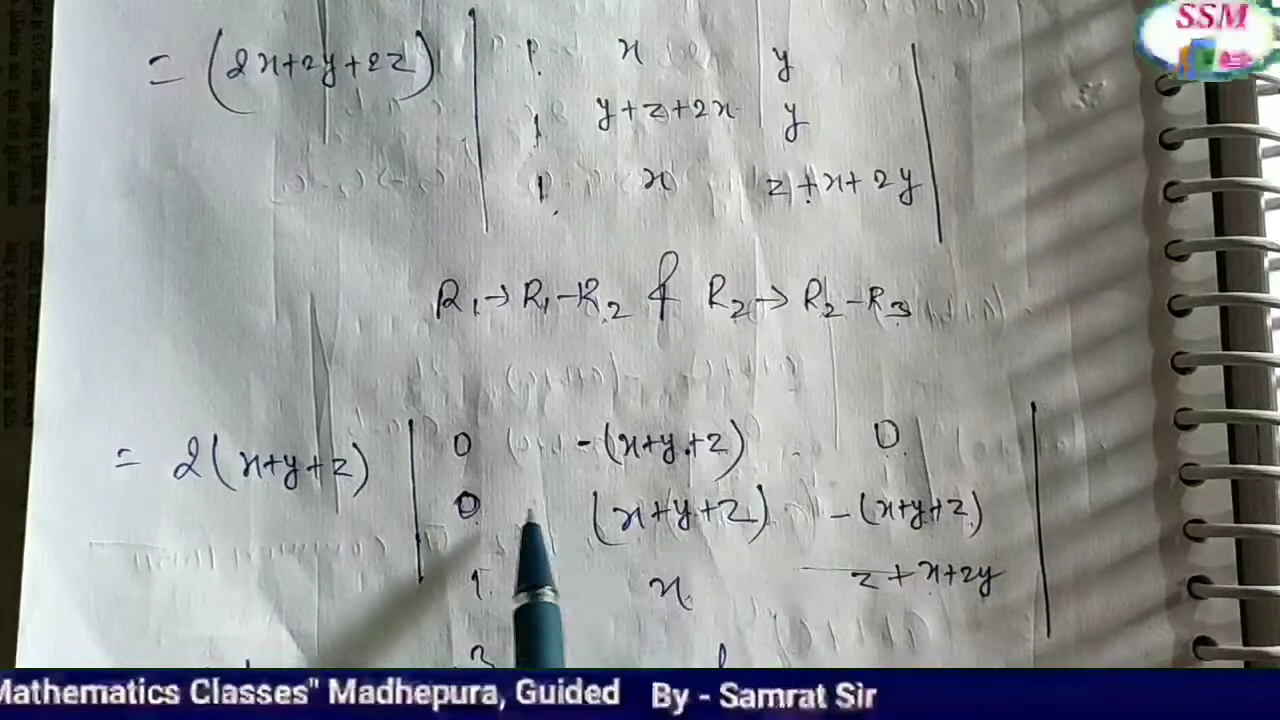 SSM
= (2x+2y+2z) | 1 x y |
| 1 y+z+2x y |
| 1 x z+x+2y |
R₁→R₁-R₂ & R₂→R₂-R₃
= 2(x+y+z) | 0 -(x+y+z) 0 |
| 0 (x+y+z) -(x+y+z) |
| 1 x z+x+2y |
Mathematics Classes" Madhepura, Guided By - Samrat Sir